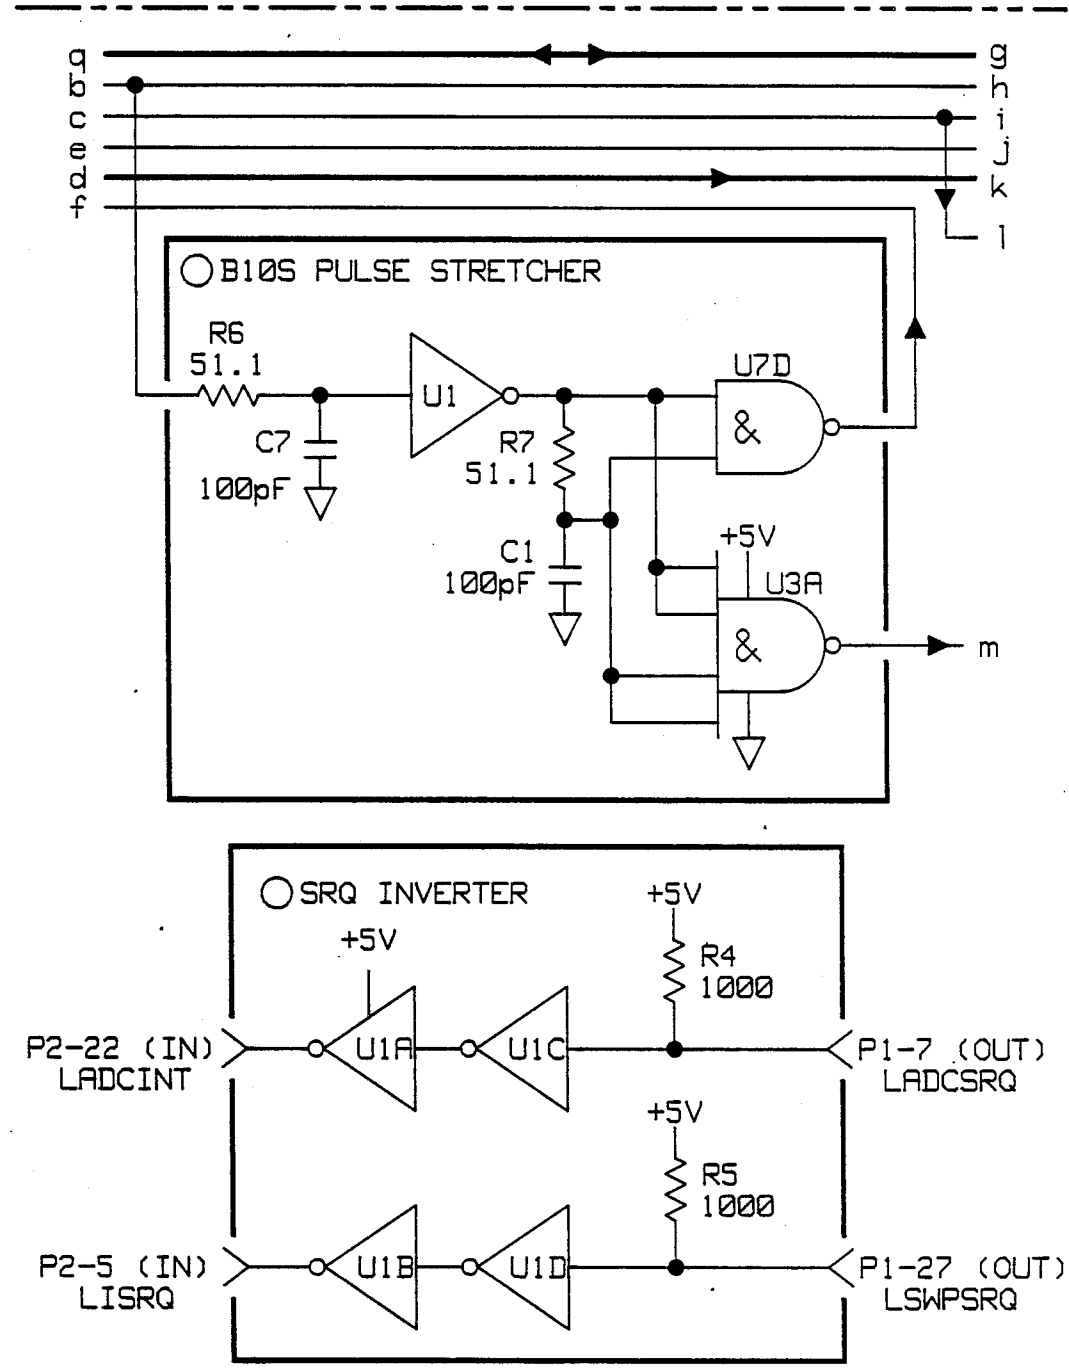 q
g
b
h
c
i
e
j
d
k
f
l
B10S PULSE STRETCHER
R6
51.1
U7D
U1
&
C7
100pF
R7
51.1
+5V
C1
100pF
U3A
&
m
SRQ INVERTER
+5V
+5V
R4
1000
P2-22 (IN)
LADCINT
U1A
U1C
P1-7 (OUT)
LADCSRQ
+5V
R5
1000
P2-5 (IN)
LISRQ
U1B
U1D
P1-27 (OUT)
LSWPSRQ